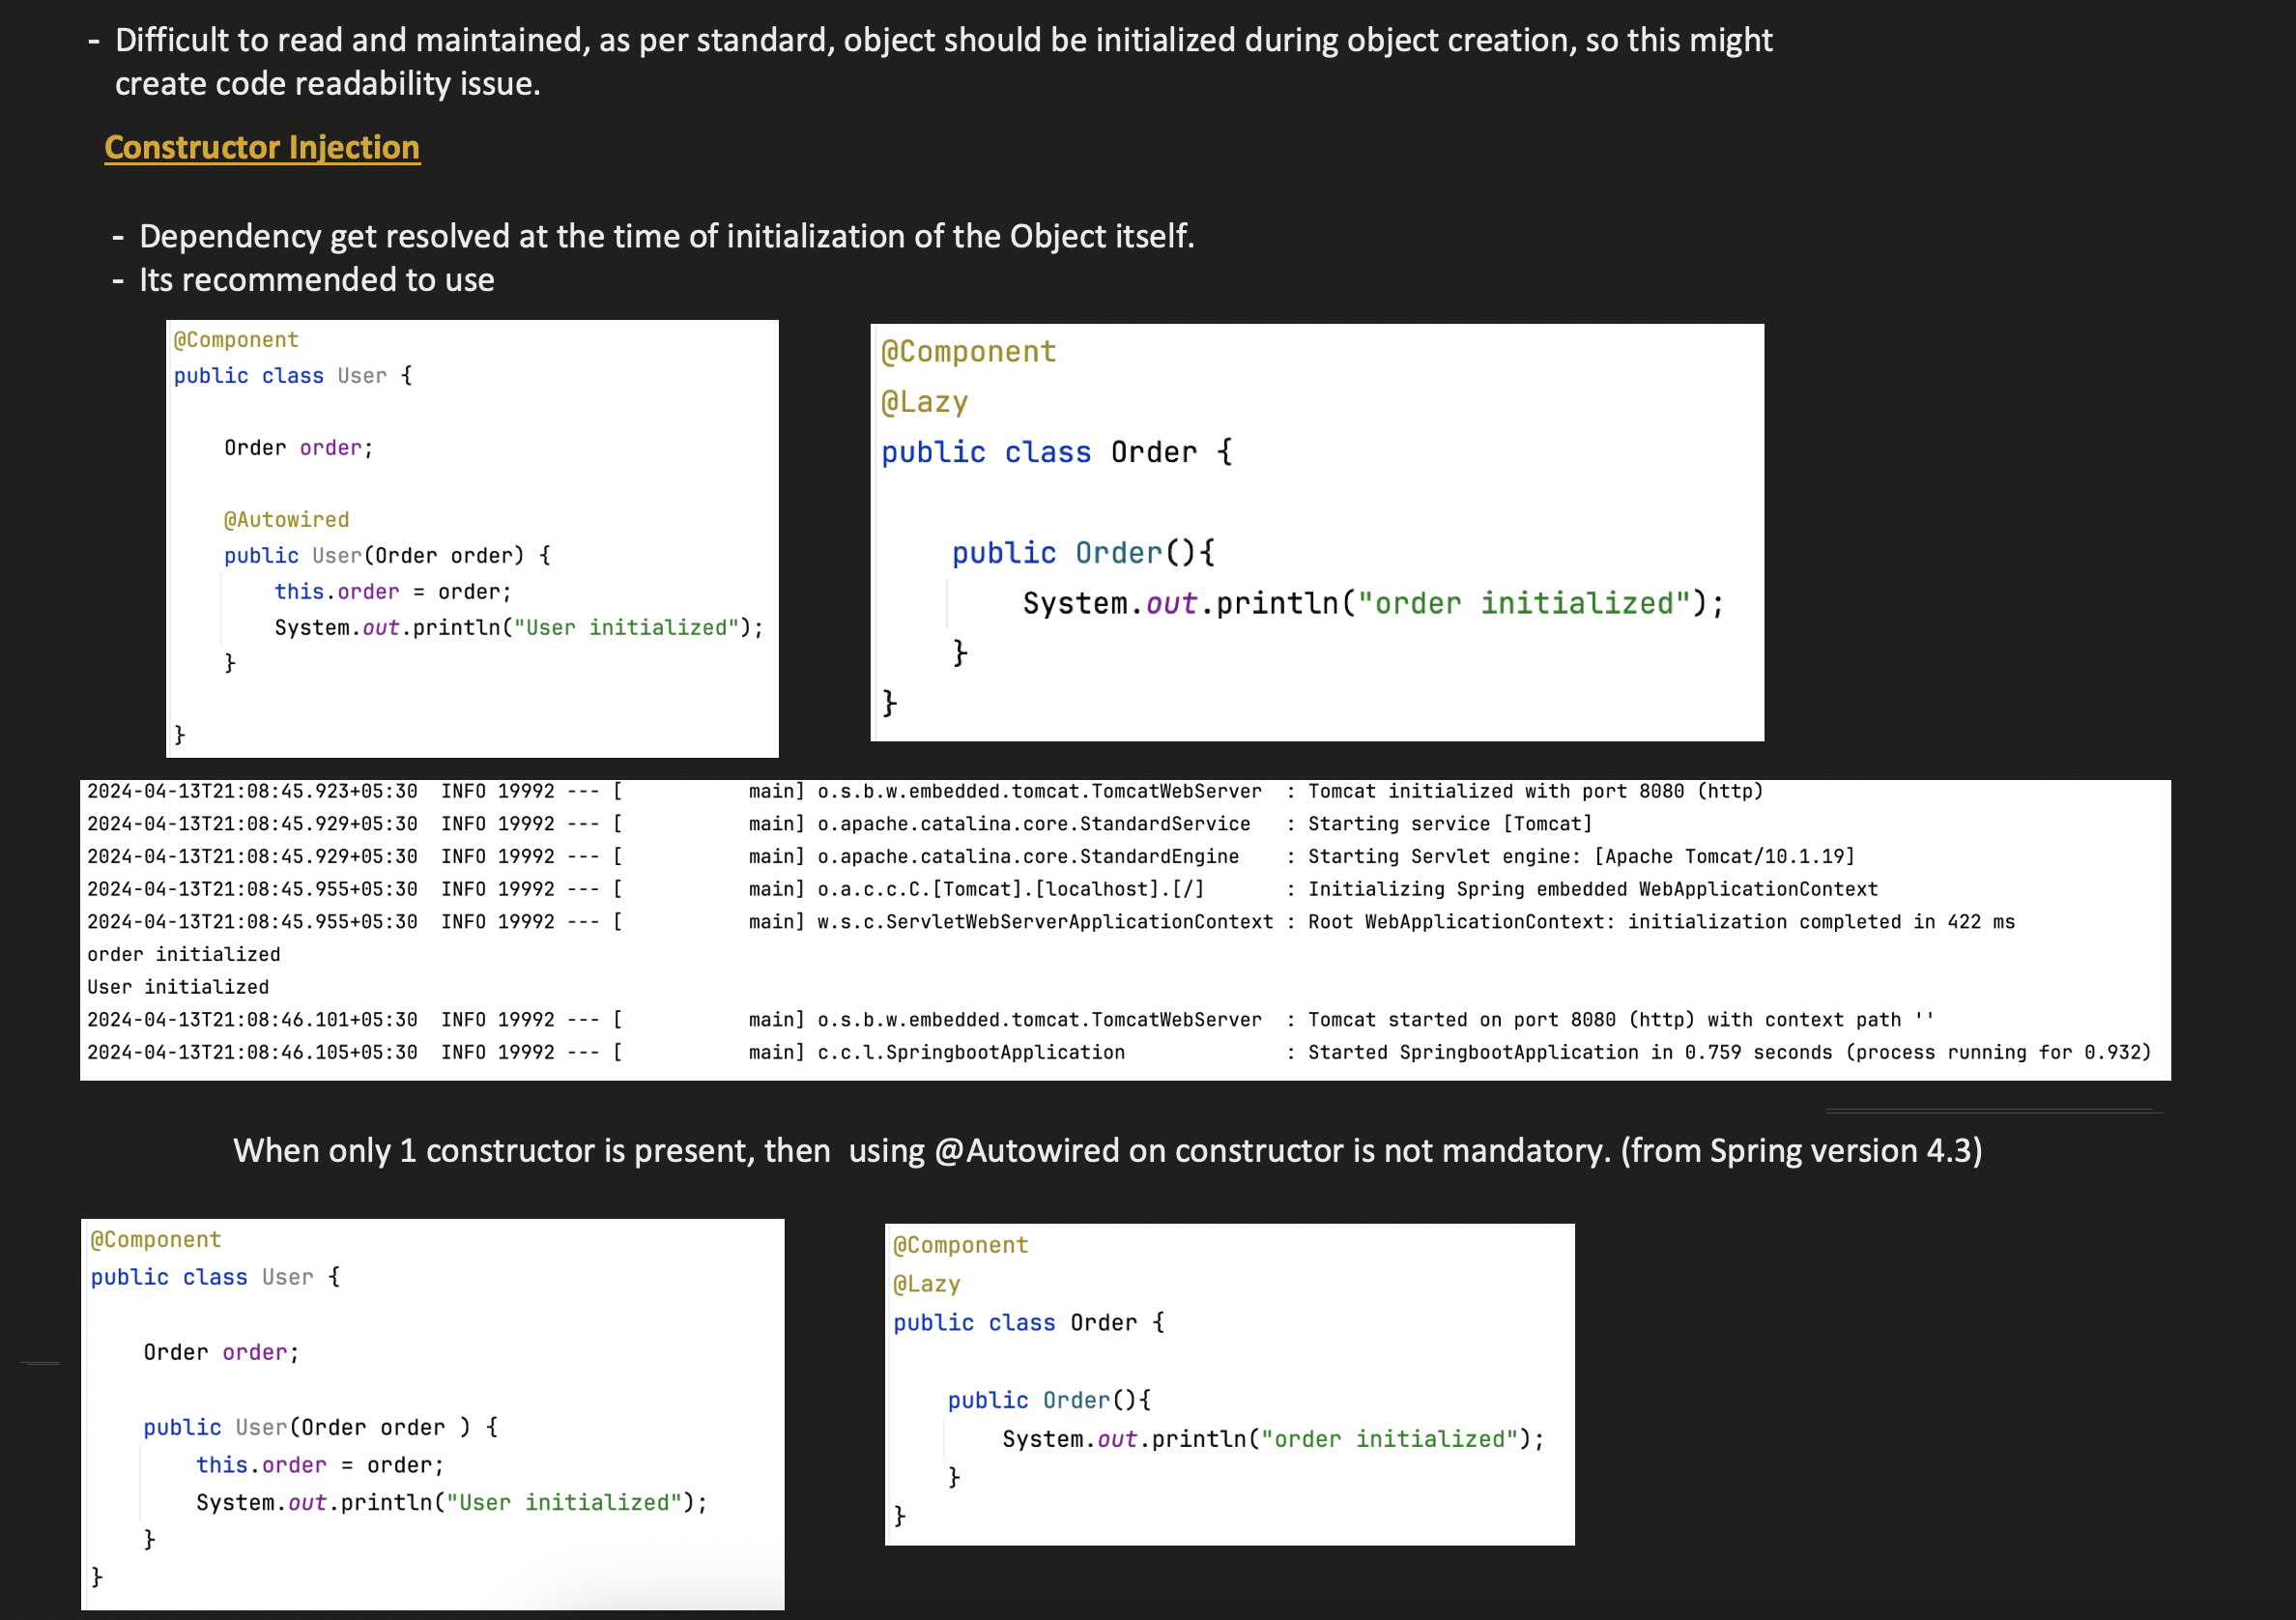 - Difficult to read and maintained, as per standard, object should be initialized during object creation, so this might
create code readability issue.
Constructor Injection
- Dependency get resolved at the time of initialization of the Object itself.
- Its recommended to use
@Component
public class User {
Order order;
@Autowired
public User(Order order) {
this.order = order;
System.out.println("User initialized");
}
}
@Component
@Lazy
public class Order {
public Order(){
System.out.println("order initialized");
}
}
2024-04-13T21:08:45.923+05:30  INFO 19992 --- [           main] o.s.b.w.embedded.tomcat.TomcatWebServer  : Tomcat initialized with port 8080 (http)
2024-04-13T21:08:45.929+05:30  INFO 19992 --- [           main] o.apache.catalina.core.StandardService   : Starting service [Tomcat]
2024-04-13T21:08:45.929+05:30  INFO 19992 --- [           main] o.apache.catalina.core.StandardEngine    : Starting Servlet engine: [Apache Tomcat/10.1.19]
2024-04-13T21:08:45.955+05:30  INFO 19992 --- [           main] o.a.c.c.C.[Tomcat].[localhost].[/]       : Initializing Spring embedded WebApplicationContext
2024-04-13T21:08:45.955+05:30  INFO 19992 --- [           main] w.s.c.ServletWebServerApplicationContext : Root WebApplicationContext: initialization completed in 422 ms
order initialized
User initialized
2024-04-13T21:08:46.101+05:30  INFO 19992 --- [           main] o.s.b.w.embedded.tomcat.TomcatWebServer  : Tomcat started on port 8080 (http) with context path ''
2024-04-13T21:08:46.105+05:30  INFO 19992 --- [           main] c.c.l.SpringbootApplication              : Started SpringbootApplication in 0.759 seconds (process running for 0.932)
When only 1 constructor is present, then  using @Autowired on constructor is not mandatory. (from Spring version 4.3)
@Component
public class User {
Order order;
public User(Order order ) {
this.order = order;
System.out.println("User initialized");
}
}
@Component
@Lazy
public class Order {
public Order(){
System.out.println("order initialized");
}
}